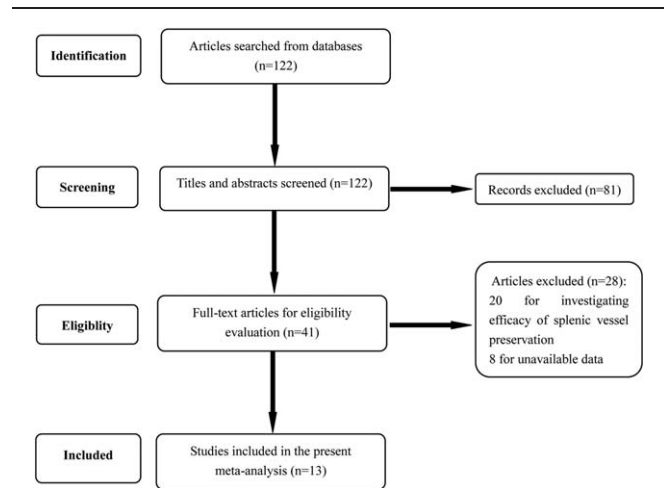 Identification
Articles searched from databases
(n=122)
Screening
Titles and abstracts screened (n=122)
Records excluded (n=81)
Eligiblity
Full-text articles for eligibility
evaluation (n=41)
Articles excluded (n=28):
20 for investigating
efficacy of splenic vessel
preservation
8 for unavailable data
Included
Studies included in the present
meta-analysis (n=13)